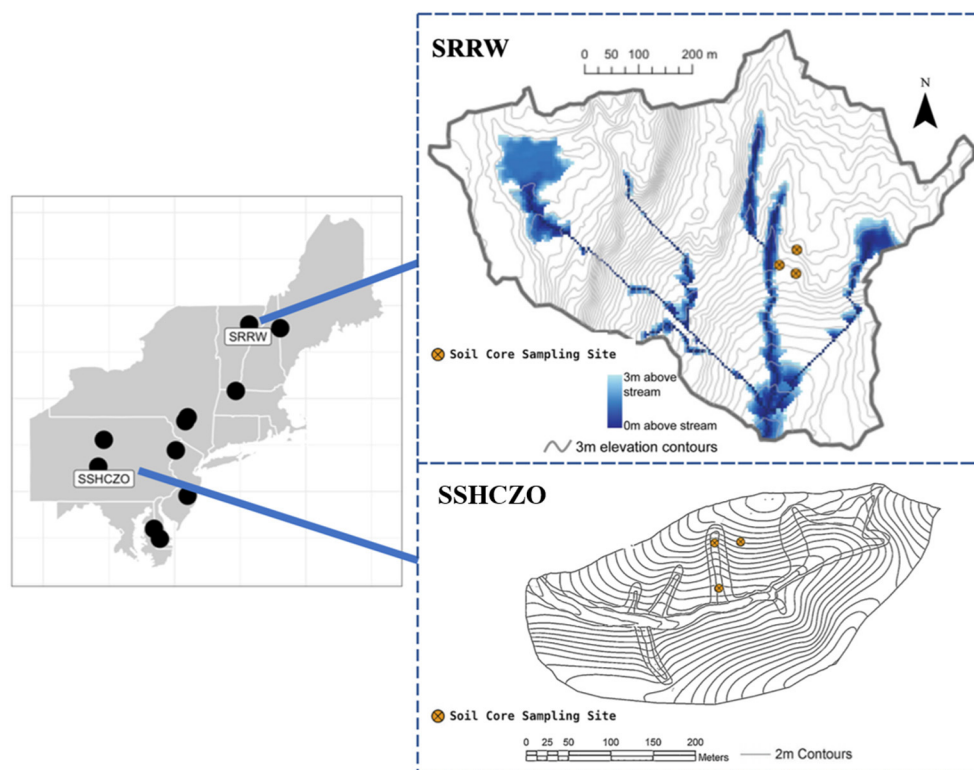 SRRW
SSHCZO
SRRW
0 50 100 200 m
N
Soil Core Sampling Site
3m above
stream
0m above stream
3m elevation contours
SSHCZO
Soil Core Sampling Site
0 25 50 100 150 200
Meters
2m Contours